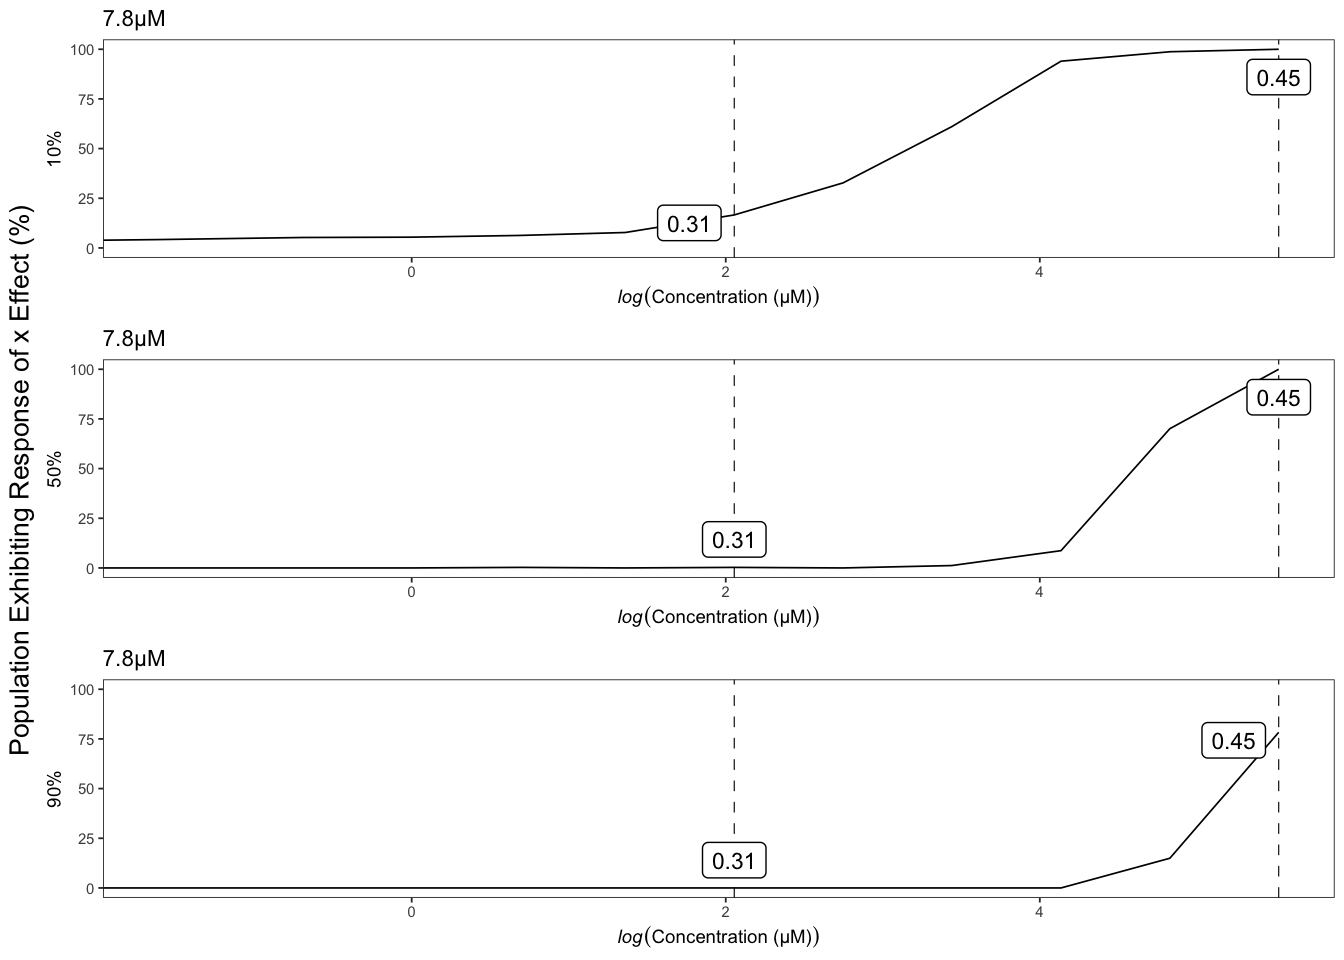 Population Exhibiting Response of x Effect (%)
7.8µM
10%
100
75
50
25
0
0.31
0.45
0 2 4
log(Concentration (µM))
7.8µM
50%
100
75
50
25
0
0.31
0.45
0 2 4
log(Concentration (µM))
7.8µM
90%
100
75
50
25
0
0.31
0.45
0 2 4
log(Concentration (µM))